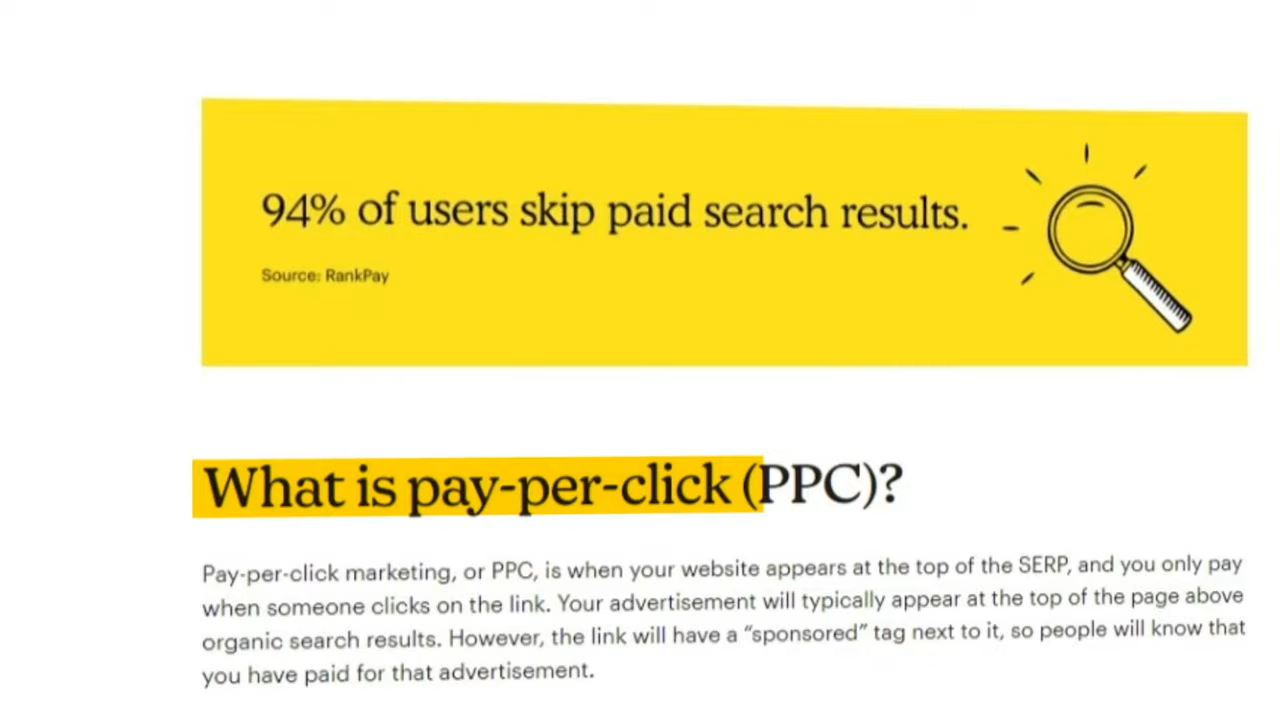 94% of users skip paid search results.
Source: RankPay
What is pay-per-click (PPC)?
Pay-per-click marketing, or PPC, is when your website appears at the top of the SERP, and you only pay
when someone clicks on the link. Your advertisement will typically appear at the top of the page above
organic search results. However, the link will have a “sponsored” tag next to it, so people will know that
you have paid for that advertisement.